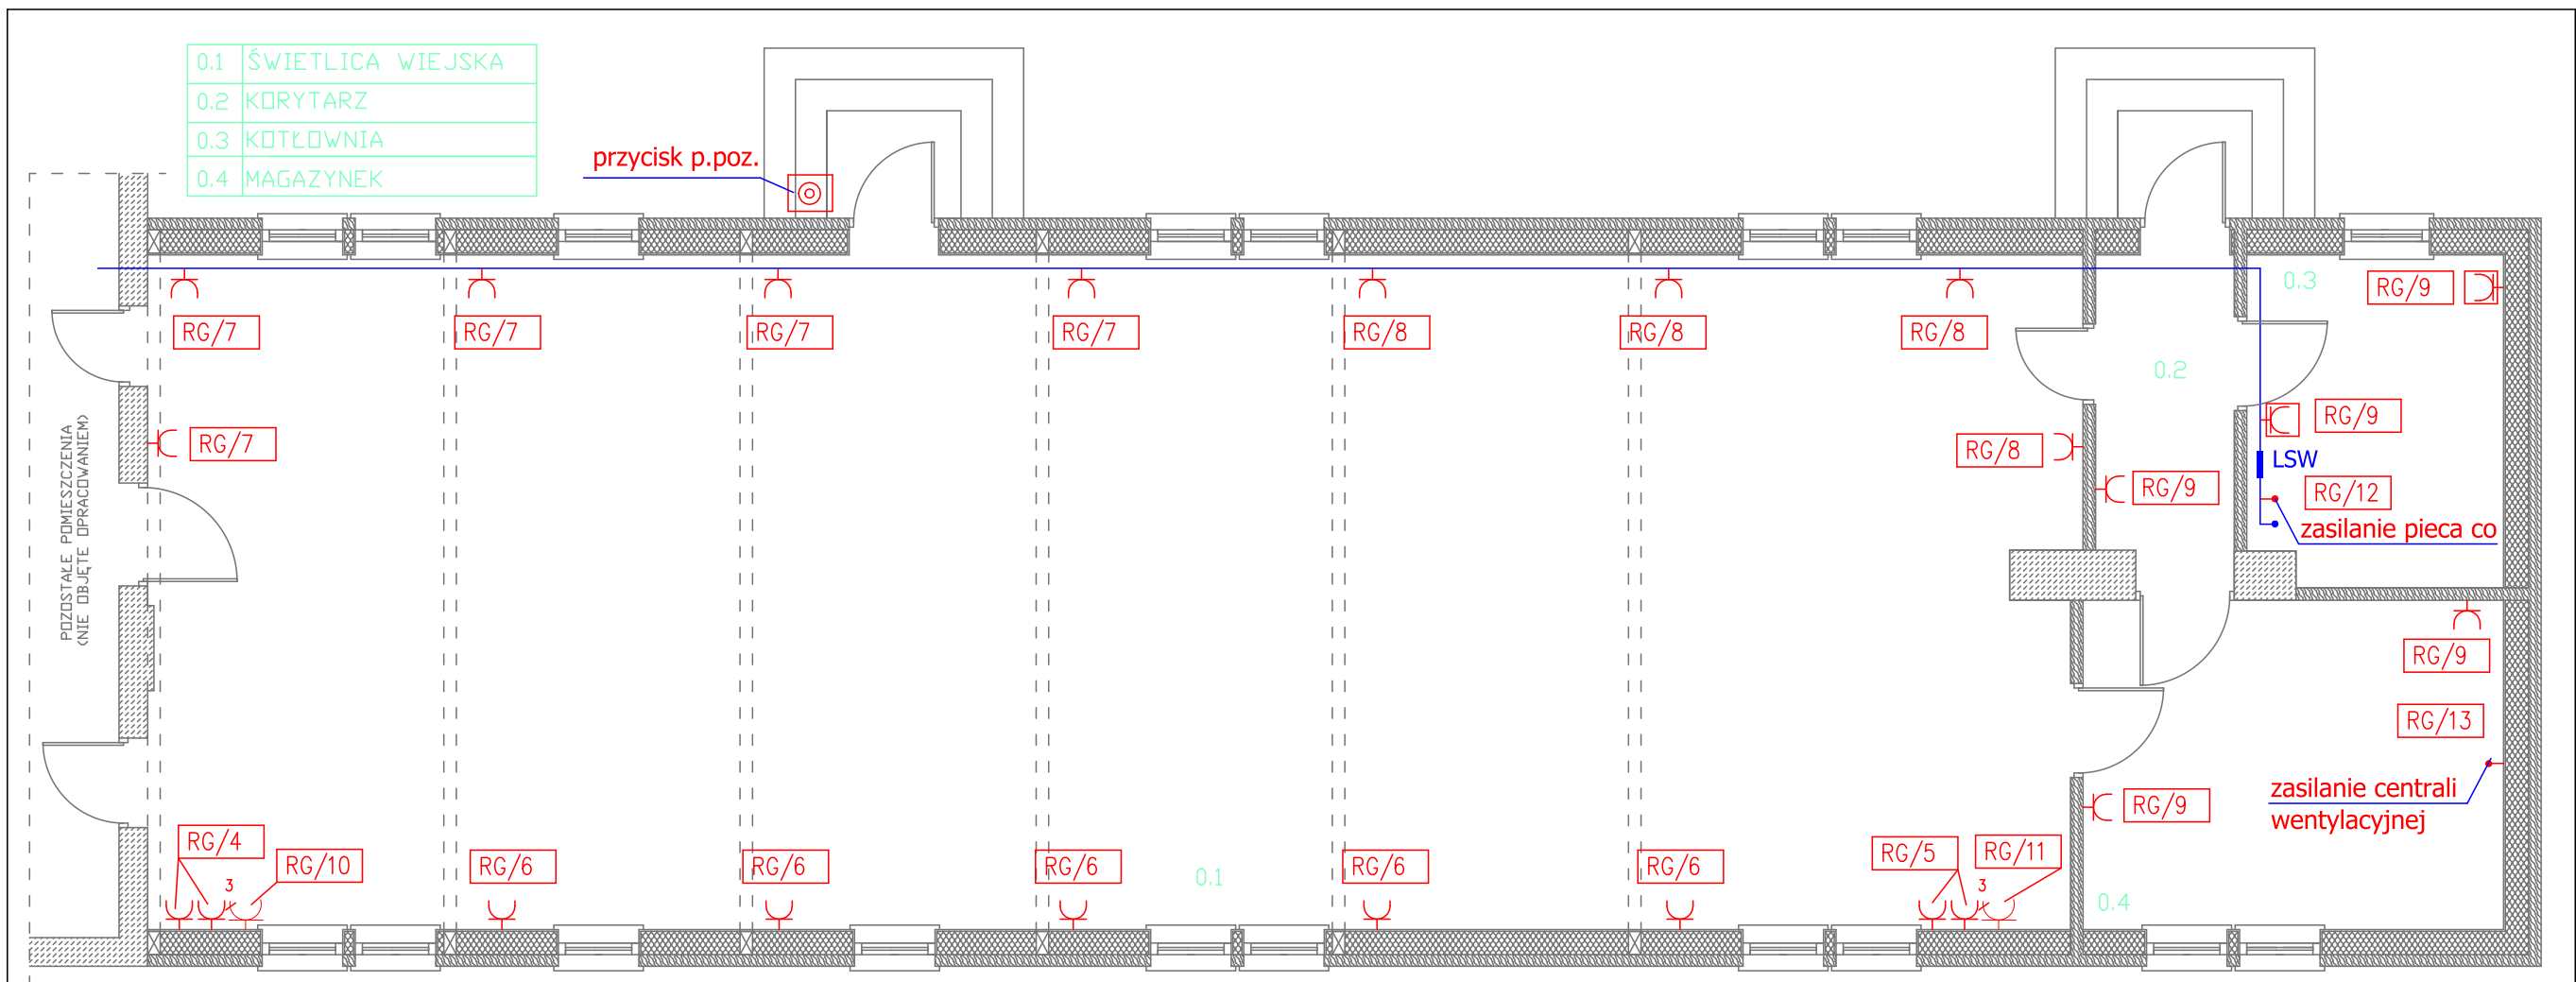 0.1 ŚWIETLICA WIEJSKA
0.2 KORYTARZ
0.3 KOTŁOWNIA
0.4 MAGAZYNEK
przycisk p.poz.
0.3
RG/9
RG/7
RG/7
RG/7
RG/7
RG/8
RG/8
RG/8
0.2
RG/9
RG/7
RG/8
LSW
RG/9
RG/12
zasilanie pieca co
POZOSTAŁE POMIESZCZENIA
(NIE OBJĘTE OPRACOWANIEM)
RG/9
RG/13
zasilanie centrali
wentylacyjnej
RG/9
RG/4
RG/10
3
RG/6
RG/6
RG/6
RG/6
RG/6
RG/5
RG/11
3
0.1
0.4